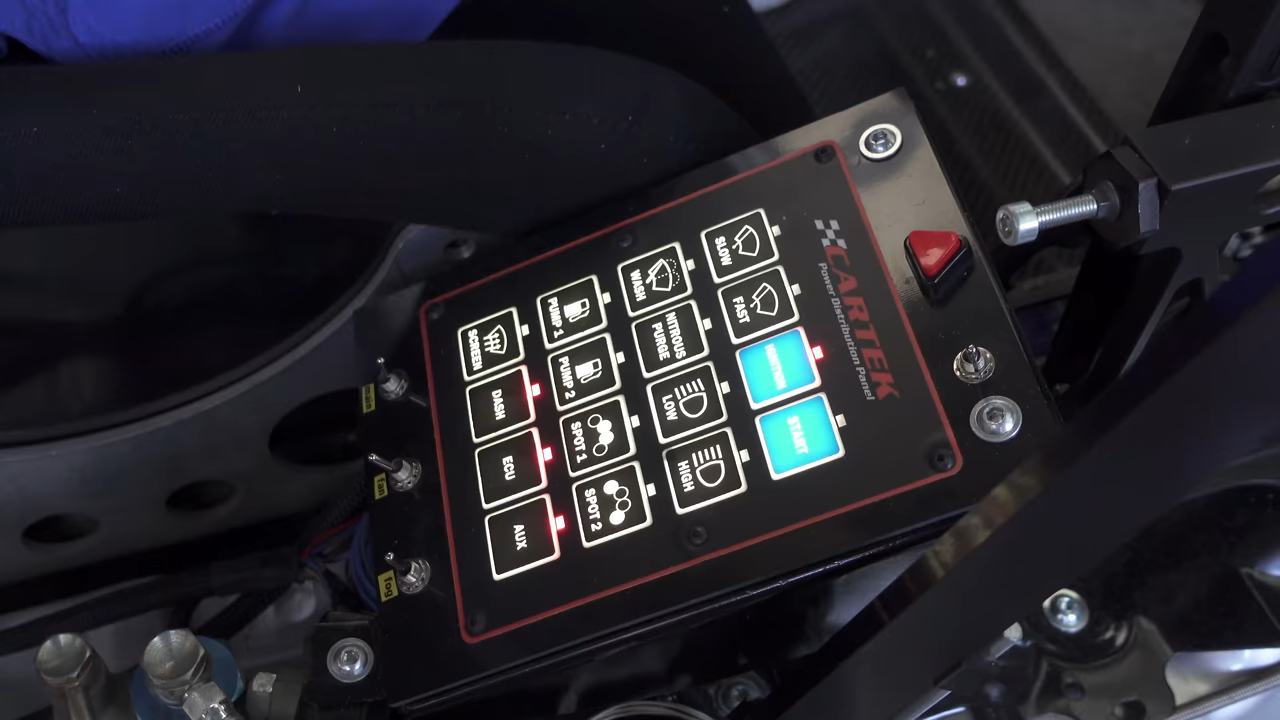 CARTEK
Power Distribution Panel
SLOW
FAST
IGNITION
START
WASH
NITROUS
PURGE
LOW
HIGH
PUMP 1
PUMP 2
SPOT 1
SPOT 2
SCREEN
DASH
ECU
AUX
fan
fog